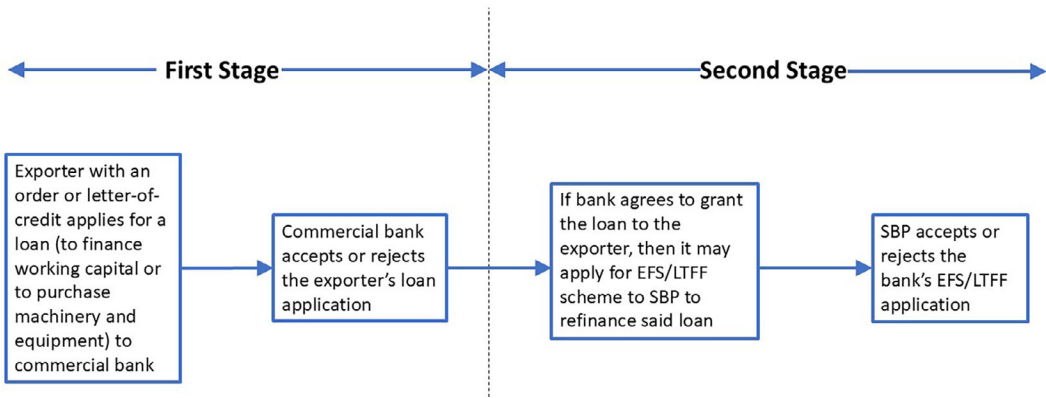 First Stage
Second Stage
Exporter with an
order or letter-of-
credit applies for a
loan (to finance
working capital or
to purchase
machinery and
equipment) to
commercial bank
Commercial bank
accepts or rejects
the exporter's loan
application
If bank agrees to grant
the loan to the
exporter, then it may
apply for EFS/LTFF
scheme to SBP to
refinance said loan
SBP accepts or
rejects the
bank's EFS/LTFF
application